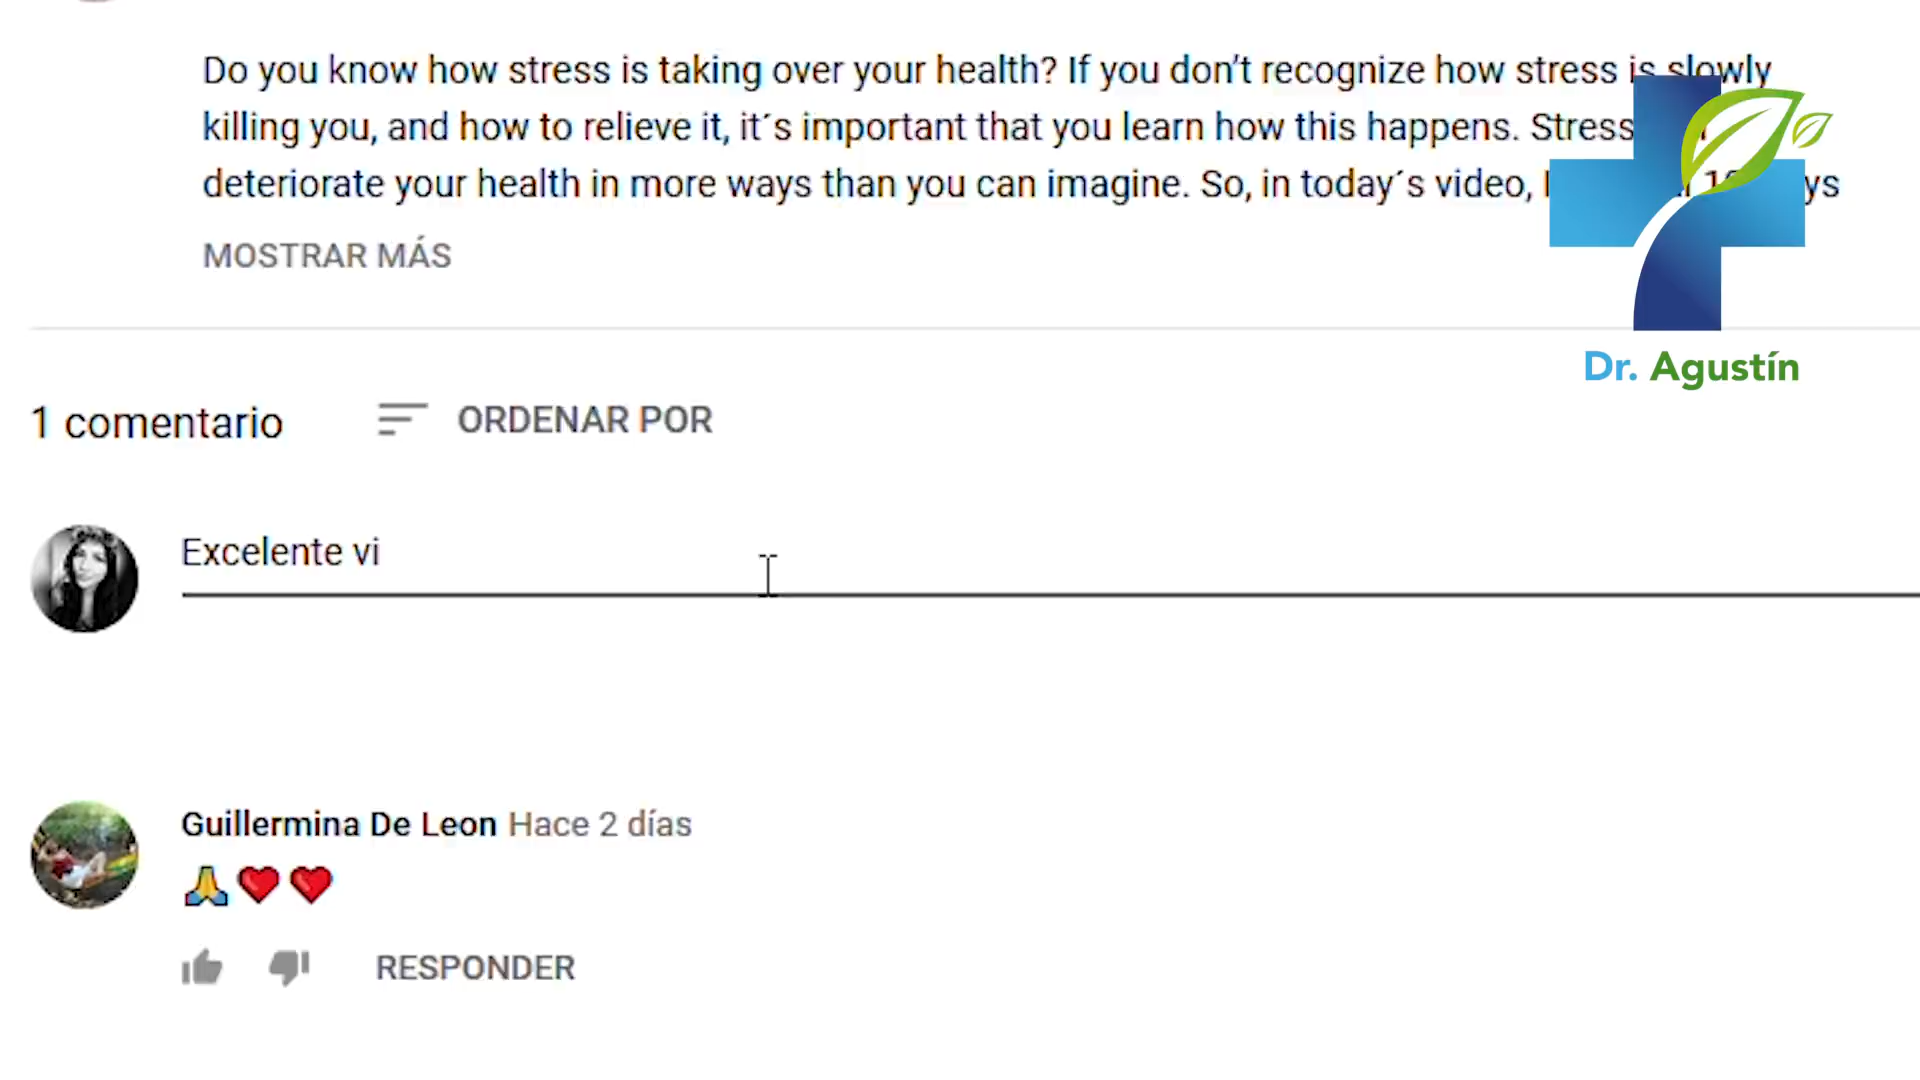 Do you know how stress is taking over your health? If you don’t recognize how stress is slowly
killing you, and how to relieve it, it´s important that you learn how this happens. Stress
deteriorate your health in more ways than you can imagine. So, in today´s video,
MOSTRAR MÁS
Dr. Agustín
1 comentario
ORDENAR POR
Excelente vi
Guillermina De Leon Hace 2 días
🙏❤️❤️
RESPONDER